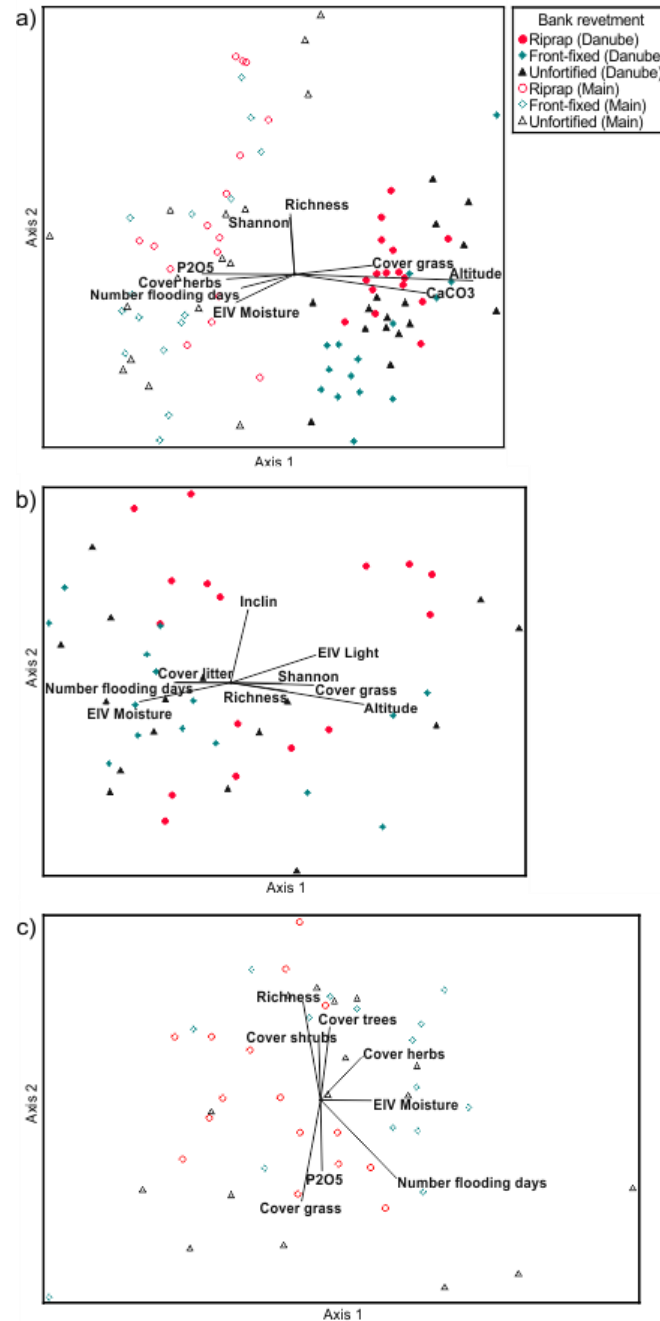 a)
Bank revetment
Riprap (Danube)
Front-fixed (Danube)
Unfortified (Danube)
Riprap (Main)
Front-fixed (Main)
Unfortified (Main)
Richness
Shannon
Cover grass
P2O5
Altitude
Cover herbs
CaCO3
Number flooding days
EIV Moisture
Axis 2
Axis 1
b)
Inclin
EIV Light
Cover litter
Shannon
Number flooding days
Cover grass
Richness
Altitude
EIV Moisture
Axis 2
Axis 1
c)
Richness
Cover trees
Cover shrubs
Cover herbs
EIV Moisture
P2O5
Number flooding days
Cover grass
Axis 2
Axis 1